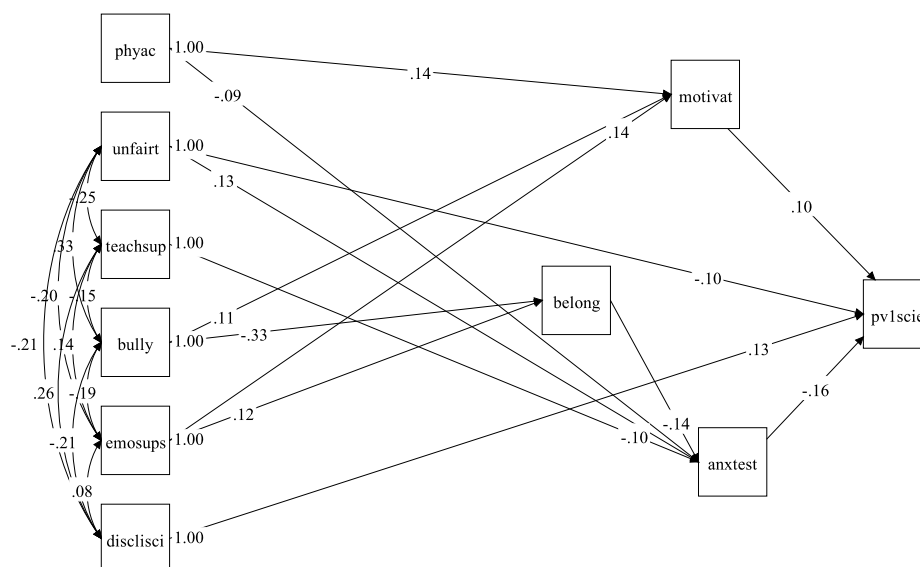 phyac
1.00
.14
-.09
motivat
unfairt
1.00
.14
.13
-.25
.10
.33
teachsup
1.00
-.10
-.20
-.15
belong
pv1scie
.11
-.33
bully
1.00
-.21
.14
.13
.26
-.19
-.16
.12
-.14
-.10
-.21
emosups
1.00
anxtest
.08
disclisci
1.00